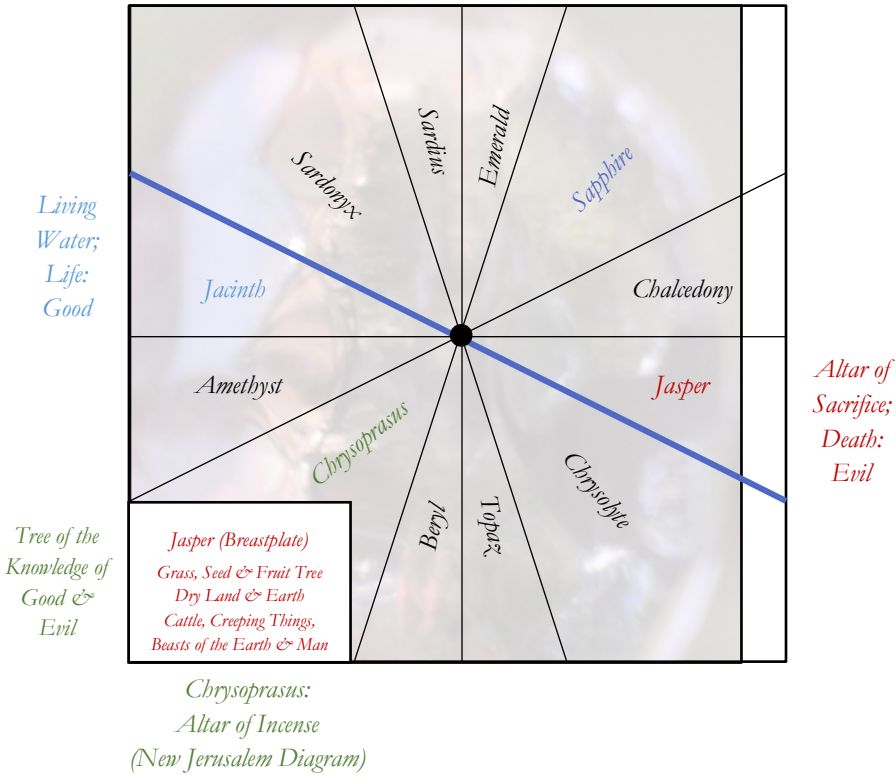 Sardius
Emerald
Sardonyx
Sapphire
Living
Water;
Life:
Good
Jacinth
Chalcedony
Amethyst
Jasper
Altar of
Sacrifice;
Death:
Evil
Chrysoprasus
Beryl
Topaz
Chrysolyte
Tree of the
Knowledge of
Good &
Evil
Jasper (Breastplate)
Grass, Seed & Fruit Tree
Dry Land & Earth
Cattle, Creeping Things,
Beasts of the Earth & Man
Chrysoprasus:
Altar of Incense
(New Jerusalem Diagram)